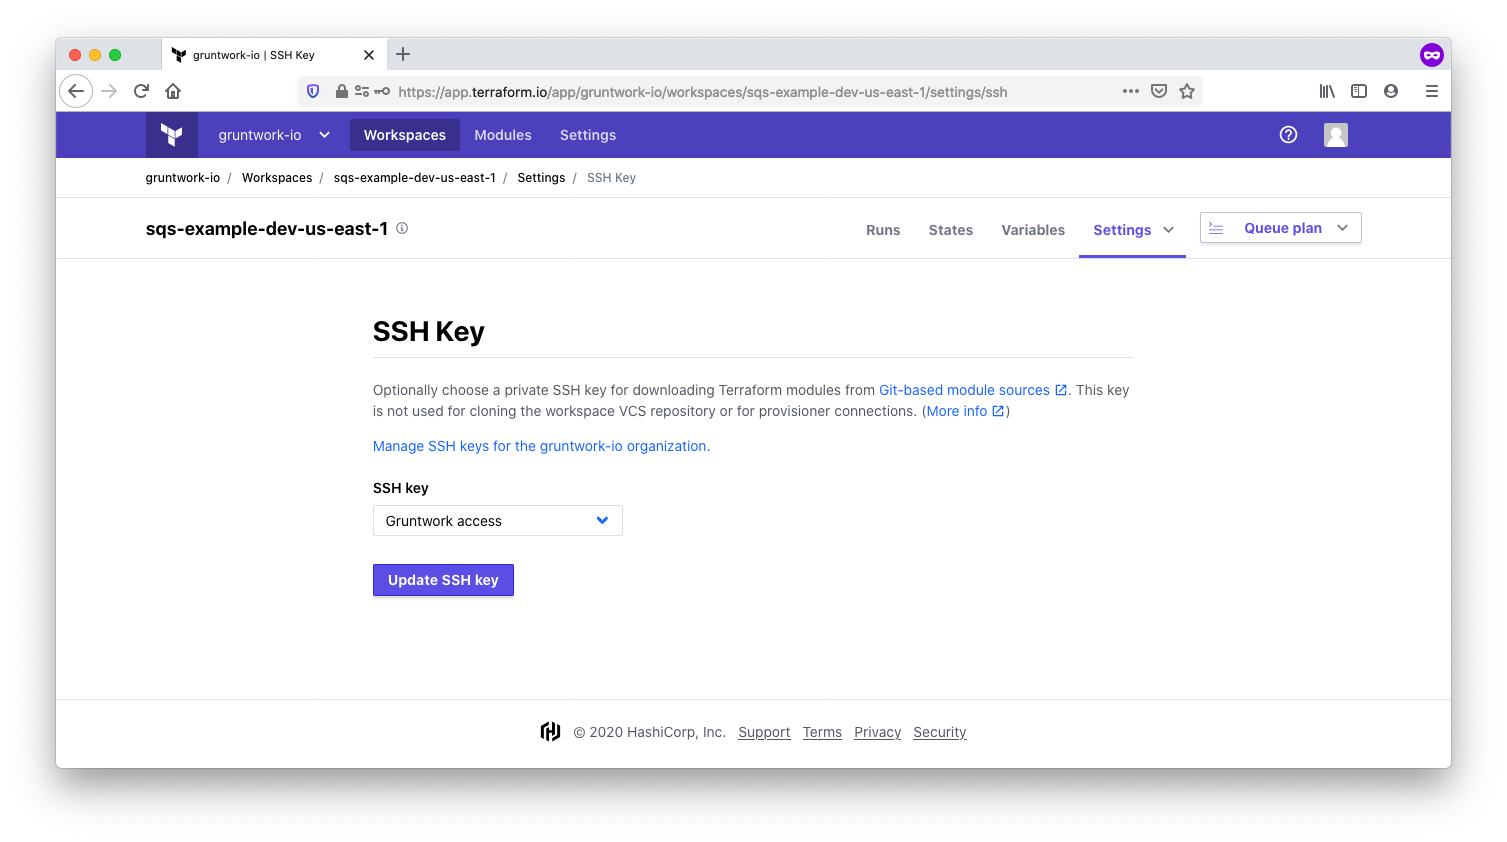 gruntwork-io | SSH Key
https://app.terraform.io/app/gruntwork-io/workspaces/sqs-example-dev-us-east-1/settings/ssh
gruntwork-io Workspaces Modules Settings
gruntwork-io / Workspaces / sqs-example-dev-us-east-1 / Settings / SSH Key
sqs-example-dev-us-east-1 Runs States Variables Settings Queue plan
SSH Key
Optionally choose a private SSH key for downloading Terraform modules from Git-based module sources. This key
is not used for cloning the workspace VCS repository or for provisioner connections. (More info)
Manage SSH keys for the gruntwork-io organization.
SSH key
Gruntwork access
Update SSH key
© 2020 HashiCorp, Inc. Support Terms Privacy Security